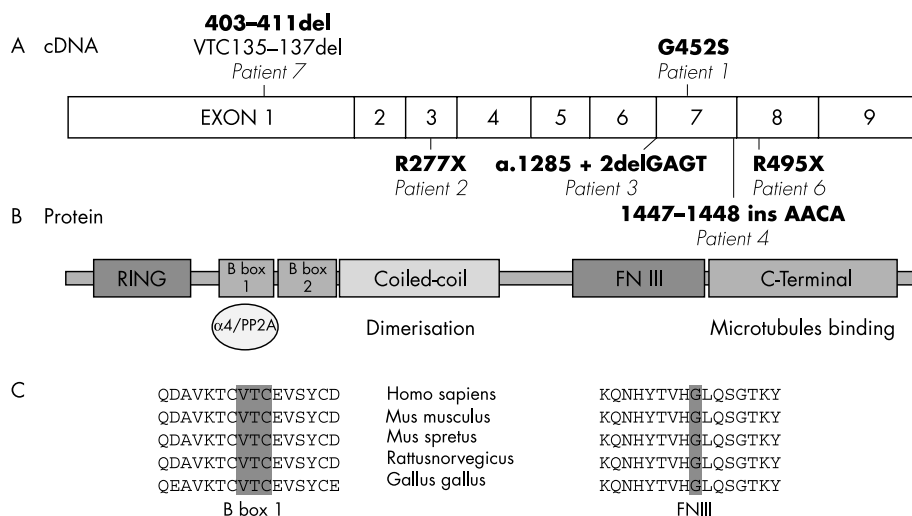 403–411del
A cDNA
VTC135–137del
G452S
Patient 7
Patient 1
EXON 1 2 3 4 5 6 7 8 9
R277X
a.1285 + 2delGAGT
R495X
Patient 2
Patient 3
Patient 6
1447–1448 ins AACA
B Protein
Patient 4
RING
B box
1
B box
2
Coiled-coil
FN III
C-Terminal
α4/PP2A
Dimerisation
Microtubules binding
C
QDAVKTCVTCEVSYCD Homo sapiens KQNHYTVHGLQSGTKY
QDAVKTCVTCEVSYCD Mus musculus KQNHYTVHGLQSGTKY
QDAVKTCVTCEVSYCD Mus spretus KQNHYTVHGLQSGTKY
QDAVKTCVTCEVSYCD Rattusnorvegicus KQNHYTVHGLQSGTKY
QEAVKTCVTCEVSYCE Gallus gallus KQNHYTVHGLQSGTKY
B box 1
FNIII